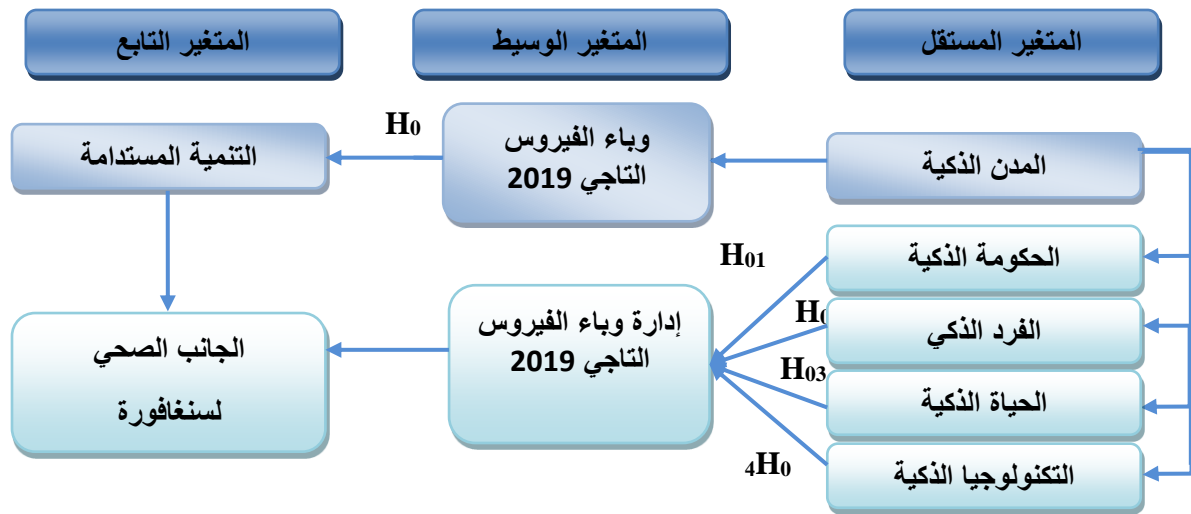 المتغير المستقل
المتغير الوسيط
المتغير التابع
المدن الذكية
وباء الفيروس
التاجي 2019
H0
التنمية المستدامة
الحكومة الذكية
H01
الفرد الذكي
H0
الحياة الذكية
H03
التكنولوجيا الذكية
4H0
إدارة وباء الفيروس
التاجي 2019
الجانب الصحي
لسنغافورة